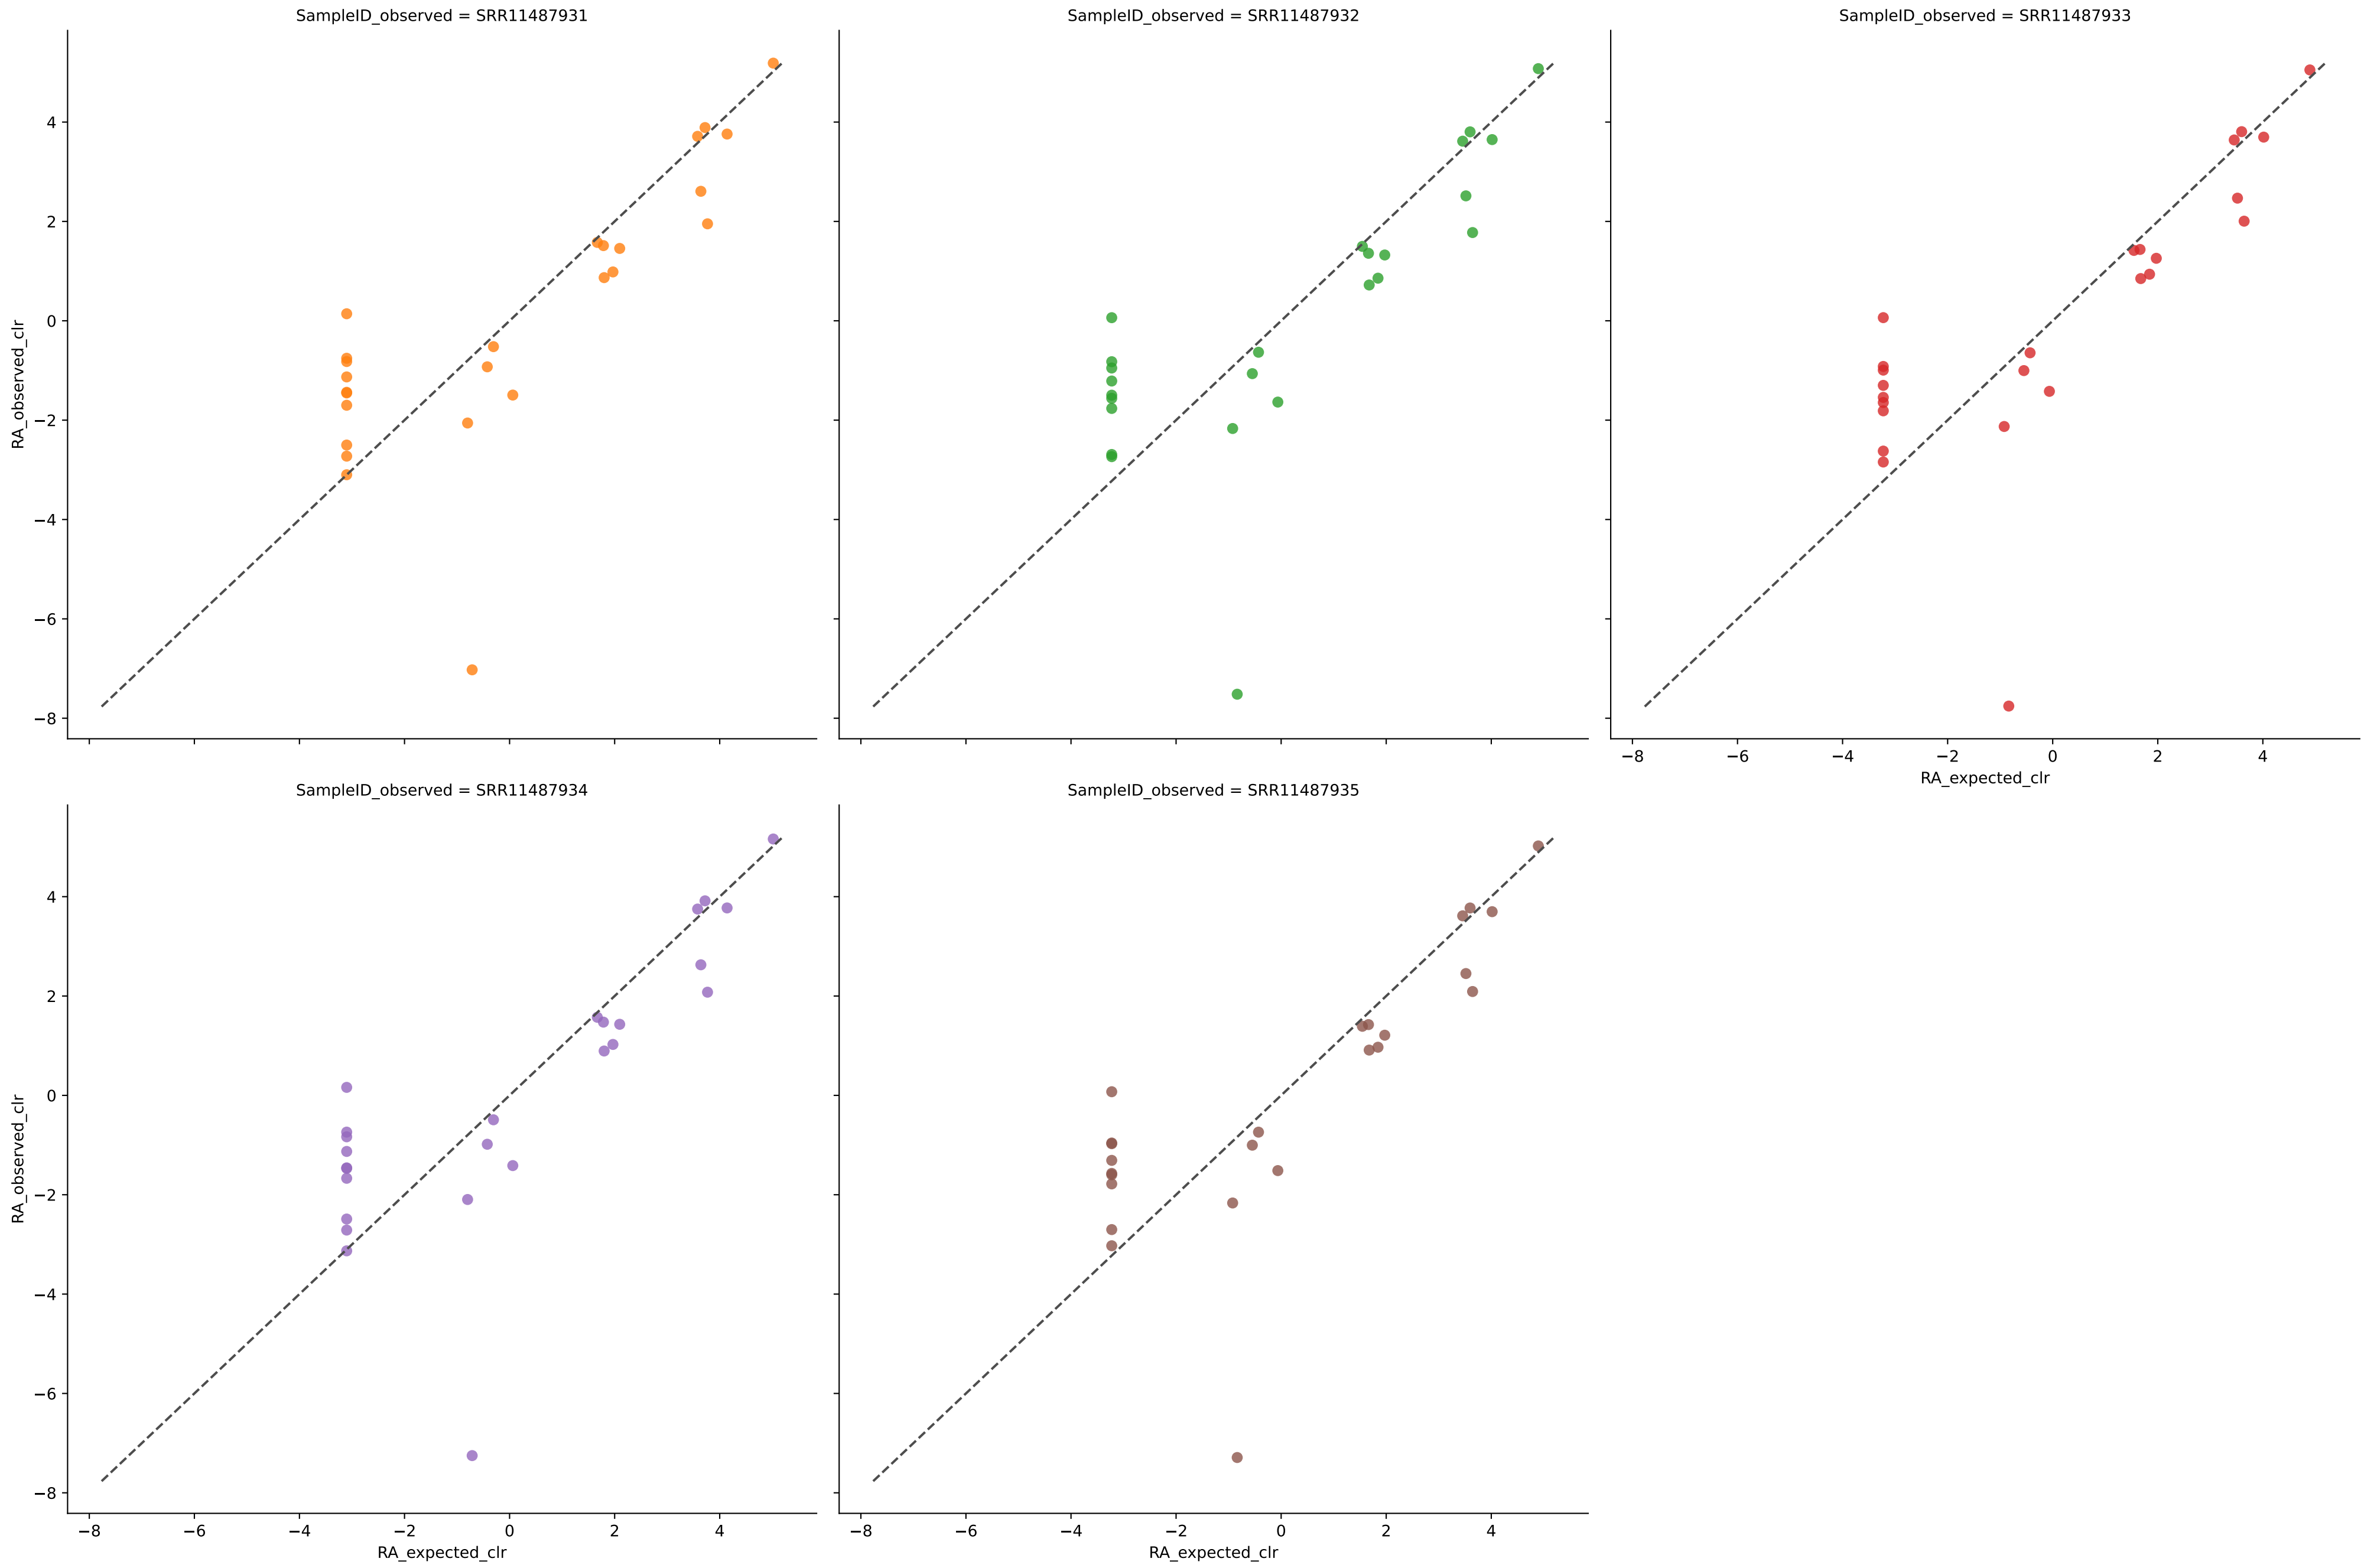 SampleID_observed = SRR11487931
SampleID_observed = SRR11487932
SampleID_observed = SRR11487933
RA_observed_clr
4
2
0
−2
−4
−6
−8
−8 −6 −4 −2 0 2 4
RA_expected_clr
SampleID_observed = SRR11487934
SampleID_observed = SRR11487935
RA_observed_clr
4
2
0
−2
−4
−6
−8
−8 −6 −4 −2 0 2 4
RA_expected_clr
−8 −6 −4 −2 0 2 4
RA_expected_clr